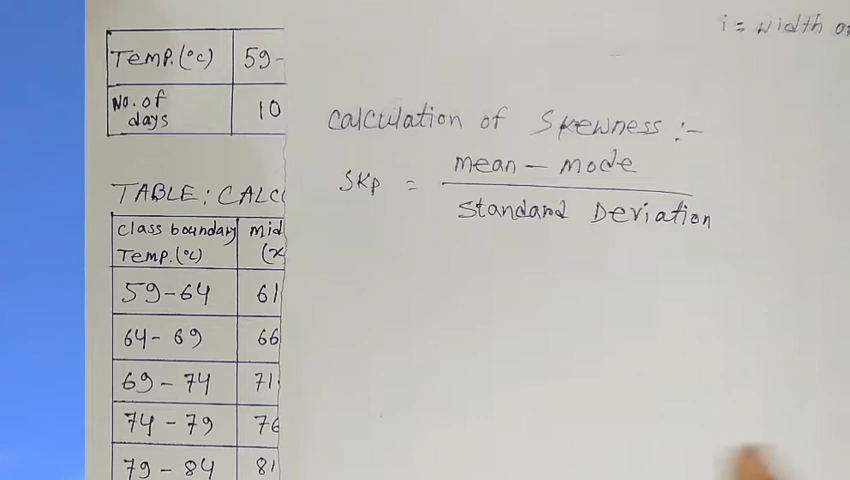 i = width of
Temp.(°c) 59-
No. of days 10
Calculation of Skewness :-
SKp = mean - mode
Standard Deviation
TABLE: CALC
Class boundary Temp.(°c) mid (x
59-64 61
64-69 66
69-74 71
74-79 76
79-84 81